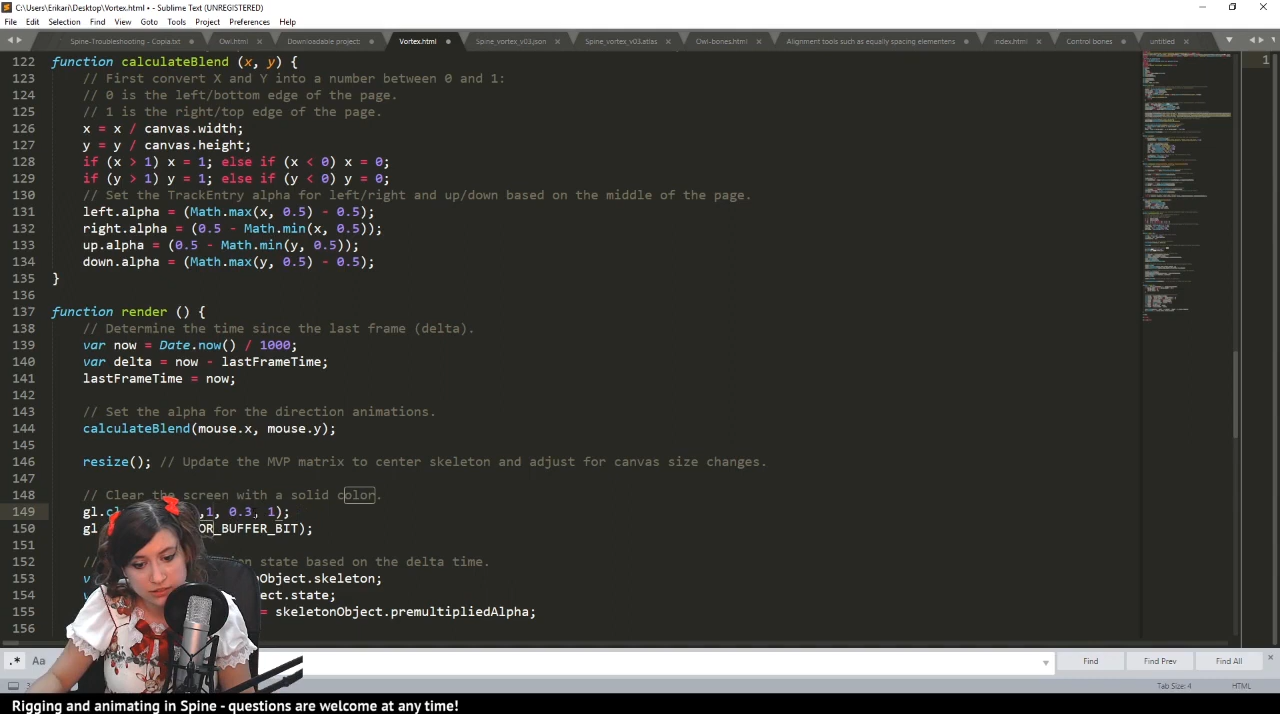 C:\Users\Erikari\Desktop\Vortex.html • - Sublime Text (UNREGISTERED)
File Edit Selection Find View Goto Tools Project Preferences Help
Spine-Troubleshooting - Copia.txt Owl.html Downloadable project: Vortex.html Spine_vortex_v03.json Spine_vortex_v03.atlas Owl-bones.html Alignment tools such as equally spacing elementens index.html Control bones untitled
122 function calculateBlend (x, y) {
123 // First convert X and Y into a number between 0 and 1:
124 // 0 is the left/bottom edge of the page.
125 // 1 is the right/top edge of the page.
126 x = x / canvas.width;
127 y = y / canvas.height;
128 if (x > 1) x = 1; else if (x < 0) x = 0;
129 if (y > 1) y = 1; else if (y < 0) y = 0;
130 // Set the TrackEntry alpha for left/right and up/down based on the middle of the page.
131 left.alpha = (Math.max(x, 0.5) - 0.5);
132 right.alpha = (0.5 - Math.min(x, 0.5));
133 up.alpha = (0.5 - Math.min(y, 0.5));
134 down.alpha = (Math.max(y, 0.5) - 0.5);
135 }
136
137 function render () {
138 // Determine the time since the last frame (delta).
139 var now = Date.now() / 1000;
140 var delta = now - lastFrameTime;
141 lastFrameTime = now;
142
143 // Set the alpha for the direction animations.
144 calculateBlend(mouse.x, mouse.y);
145
146 resize(); // Update the MVP matrix to center skeleton and adjust for canvas size changes.
147
148 // Clear the screen with a solid color.
149 gl.cl ,1, 0.3, 1);
150 gl OR_BUFFER_BIT);
151
152 // on state based on the delta time.
153 v nObject.skeleton;
154 v ect.state;
155 = skeletonObject.premultipliedAlpha;
156
1
.* Aa Find Find Prev Find All
Tab Size: 4 HTML
Rigging and animating in Spine - questions are welcome at any time!